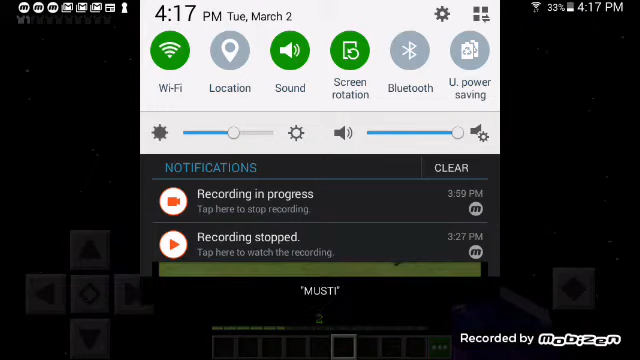 33% 4:17 PM
4:17 PM Tue, March 2
Wi-Fi
Location
Sound
Screen rotation
Bluetooth
U. power saving
NOTIFICATIONS
CLEAR
Recording in progress
3:59 PM
Tap here to stop recording.
Recording stopped.
3:27 PM
Tap here to watch the recording.
"MUSTI"
2
Recorded by Mobizen